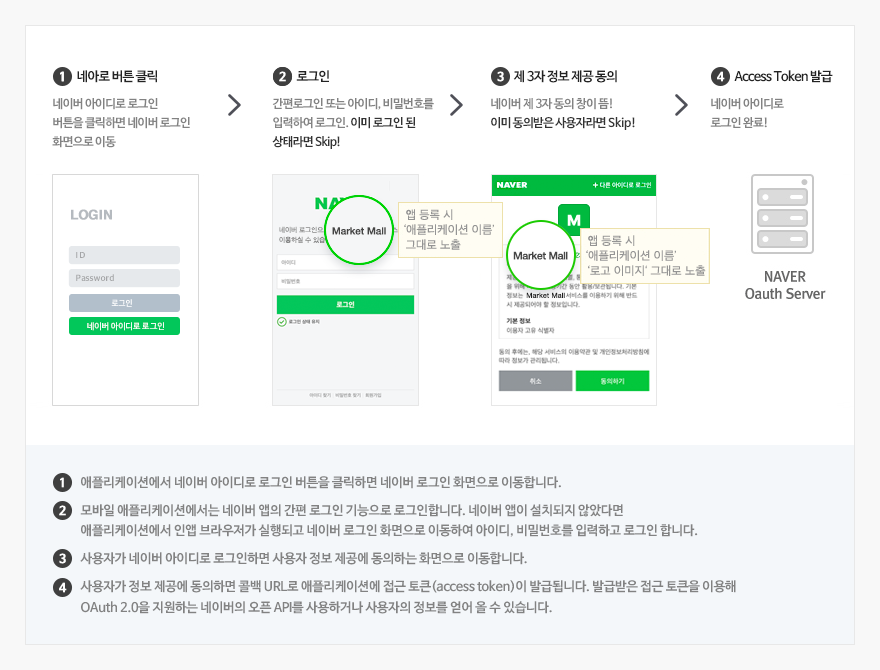 1 네아로 버튼 클릭
네이버 아이디로 로그인
버튼을 클릭하면 네이버 로그인
화면으로 이동
2 로그인
간편로그인 또는 아이디, 비밀번호를
입력하여 로그인. 이미 로그인 된
상태라면 Skip!
3 제 3자 정보 제공 동의
네이버 제 3자 동의 창이 뜸!
이미 동의받은 사용자라면 Skip!
4 Access Token 발급
네이버 아이디로
로그인 완료!
LOGIN
ID
Password
로그인
네이버 아이디로 로그인
Market Mall
앱 등록 시
'애플리케이션 이름'
그대로 노출
아이디
비밀번호
로그인
로그인 상태 유지
아이디 찾기 | 비밀번호 찾기 | 회원가입
NAVER
+ 다른 아이디로 로그인
M
Market Mall
앱 등록 시
'애플리케이션 이름'
'로고 이미지' 그대로 노출
정보는 Market Mall 서비스를 이용하기 위해 반드
시 제공되어야 할 정보입니다.
기본 정보
이용자 고유 식별자
동의 후에는, 해당 서비스의 이용약관 및 개인정보처리방침에
따라 정보가 관리됩니다.
취소
동의하기
NAVER
Oauth Server
1 애플리케이션에서 네이버 아이디로 로그인 버튼을 클릭하면 네이버 로그인 화면으로 이동합니다.
2 모바일 애플리케이션에서는 네이버 앱의 간편 로그인 기능으로 로그인합니다. 네이버 앱이 설치되지 않았다면
애플리케이션에서 인앱 브라우저가 실행되고 네이버 로그인 화면으로 이동하여 아이디, 비밀번호를 입력하고 로그인 합니다.
3 사용자가 네이버 아이디로 로그인하면 사용자 정보 제공에 동의하는 화면으로 이동합니다.
4 사용자가 정보 제공에 동의하면 콜백 URL로 애플리케이션에 접근 토큰(access token)이 발급됩니다. 발급받은 접근 토큰을 이용해
OAuth 2.0을 지원하는 네이버의 오픈 API를 사용하거나 사용자의 정보를 얻어 올 수 있습니다.